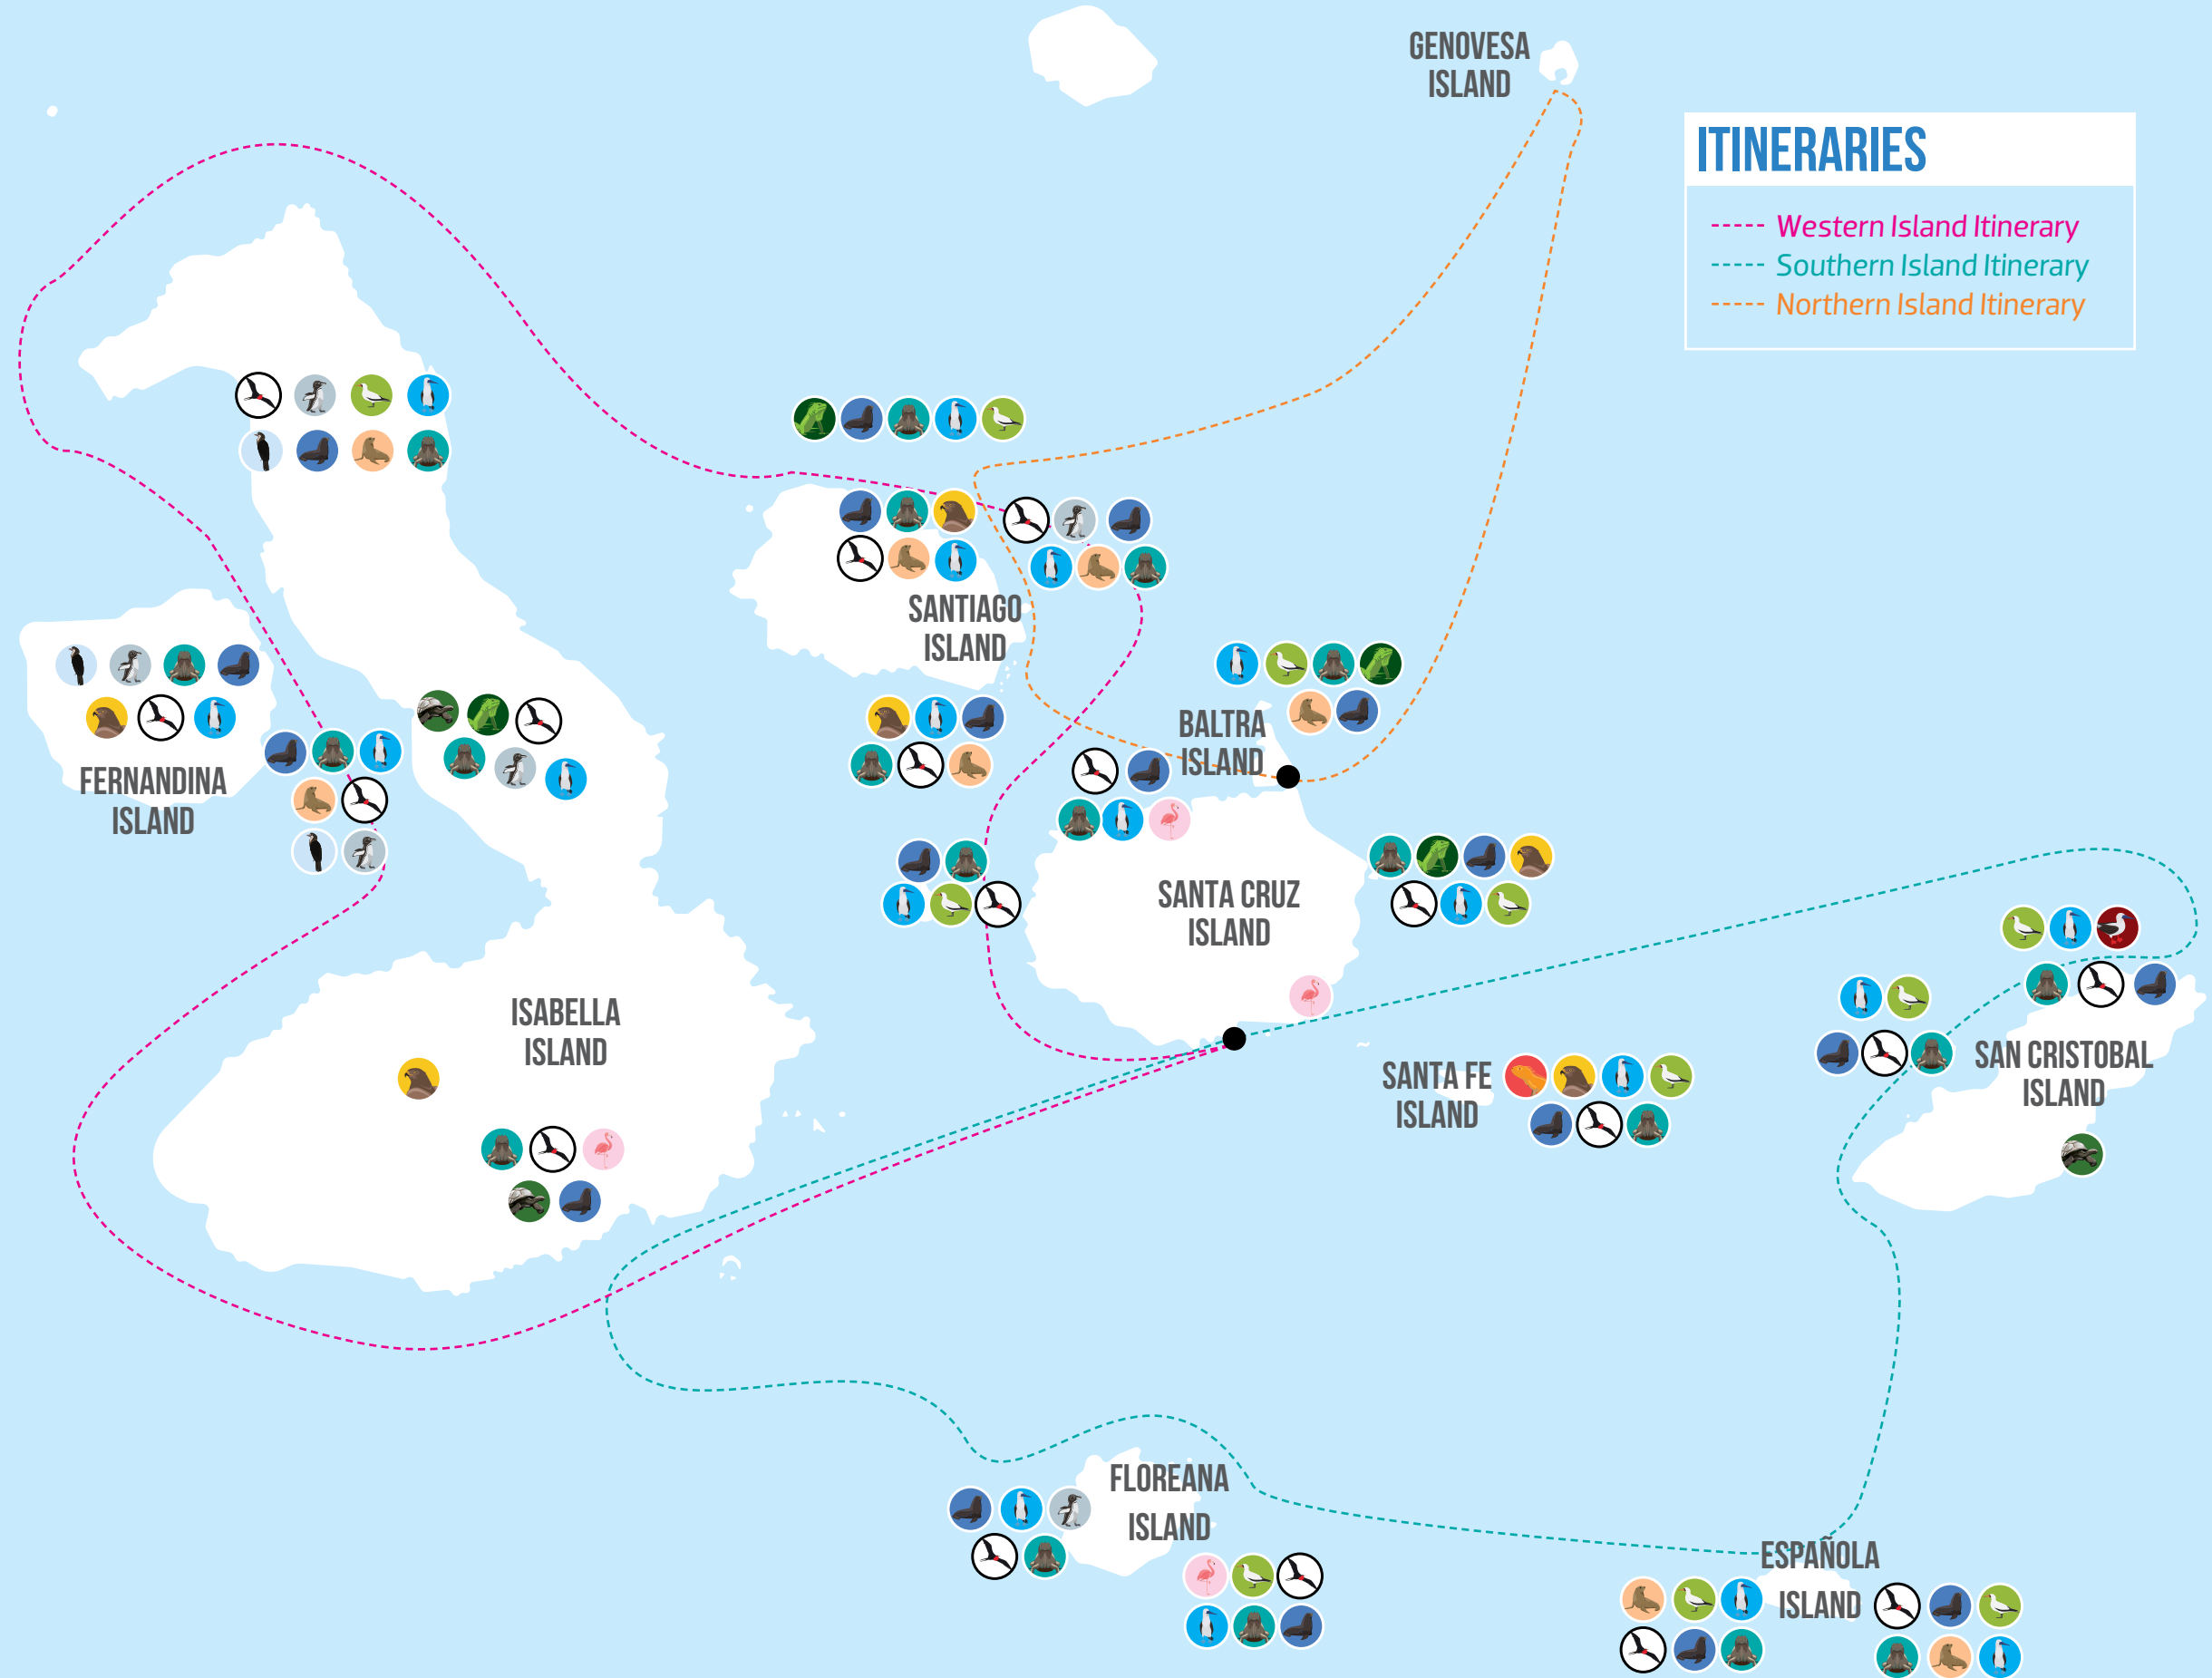 GENOVESA
ISLAND
ITINERARIES
Western Island Itinerary
Southern Island Itinerary
Northern Island Itinerary
SANTIAGO
ISLAND
BALTRA
ISLAND
FERNANDINA
ISLAND
SANTA CRUZ
ISLAND
ISABELLA
ISLAND
SANTA FE
ISLAND
SAN CRISTOBAL
ISLAND
FLOREANA
ISLAND
ESPAÑOLA
ISLAND